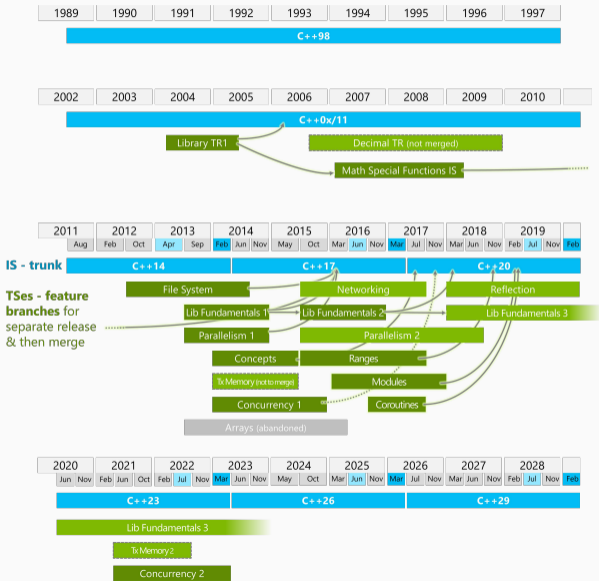 1989 1990 1991 1992 1993 1994 1995 1996 1997
C++98
2002 2003 2004 2005 2006 2007 2008 2009 2010
C++0x/11
Library TR1 Decimal TR (not merged)
Math Special Functions IS
2011 2012 2013 2014 2015 2016 2017 2018 2019
Aug Feb Oct Apr Sep Feb Jun Nov May Oct Mar Jun Nov Mar Jul Nov Mar Jun Nov Feb Jul Nov Feb
IS - trunk C++14 C++17 C++20
File System Networking Reflection
TSes - feature
branches for
separate release
& then merge
Lib Fundamentals 1 Lib Fundamentals 2 Lib Fundamentals 3
Parallelism 1 Parallelism 2
Concepts Ranges
Tx Memory (not to merge) Modules
Concurrency 1 Coroutines
Arrays (abandoned)
2020 2021 2022 2023 2024 2025 2026 2027 2028
Jun Nov Feb Jun Oct Feb Jul Nov Mar Jun Nov May Oct Mar Jun Nov Mar Jul Nov Mar Jun Nov Feb Jul Nov Feb
C++23 C++26 C++29
Lib Fundamentals 3
Tx Memory 2
Concurrency 2